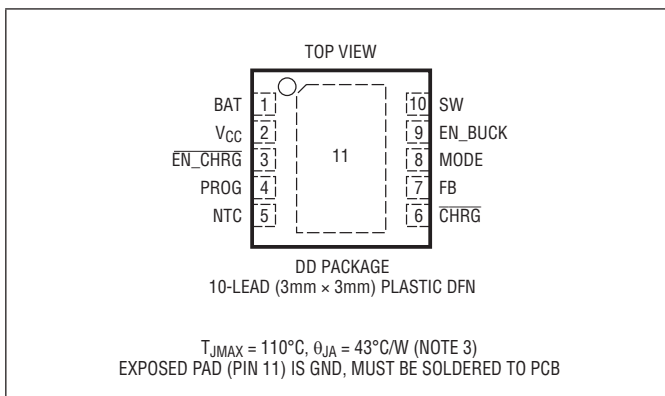 TOP VIEW
BAT 1 10 SW
VCC 2 9 EN_BUCK
EN_CHRG 3 11 8 MODE
PROG 4 7 FB
NTC 5 6 CHRG
DD PACKAGE
10-LEAD (3mm × 3mm) PLASTIC DFN
TJMAX = 110°C, θJA = 43°C/W (NOTE 3)
EXPOSED PAD (PIN 11) IS GND, MUST BE SOLDERED TO PCB